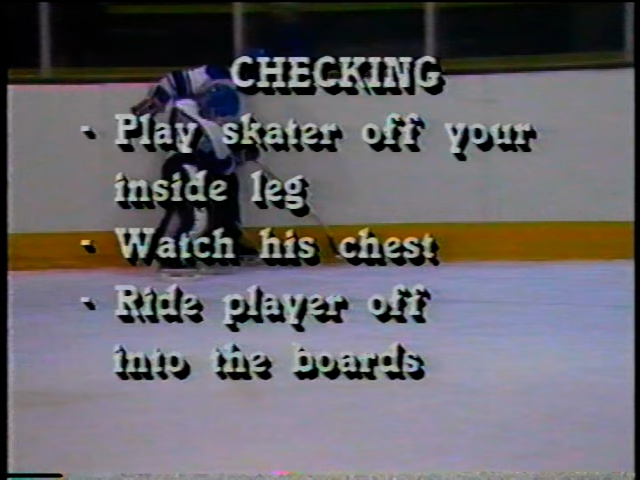 CHECKING
- Play skater off your
inside leg
- Watch his chest
- Ride player off
into the boards